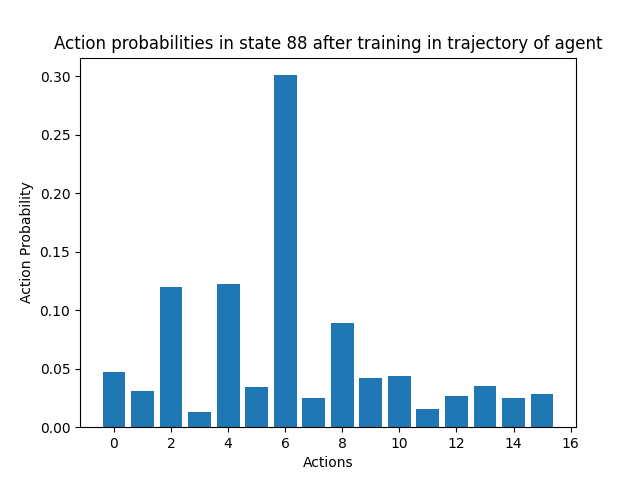 Action probabilities in state 88 after training in trajectory of agent
0.30
0.25
0.20
0.15
0.10
0.05
0.00
Action Probability
0 2 4 6 8 10 12 14 16
Actions